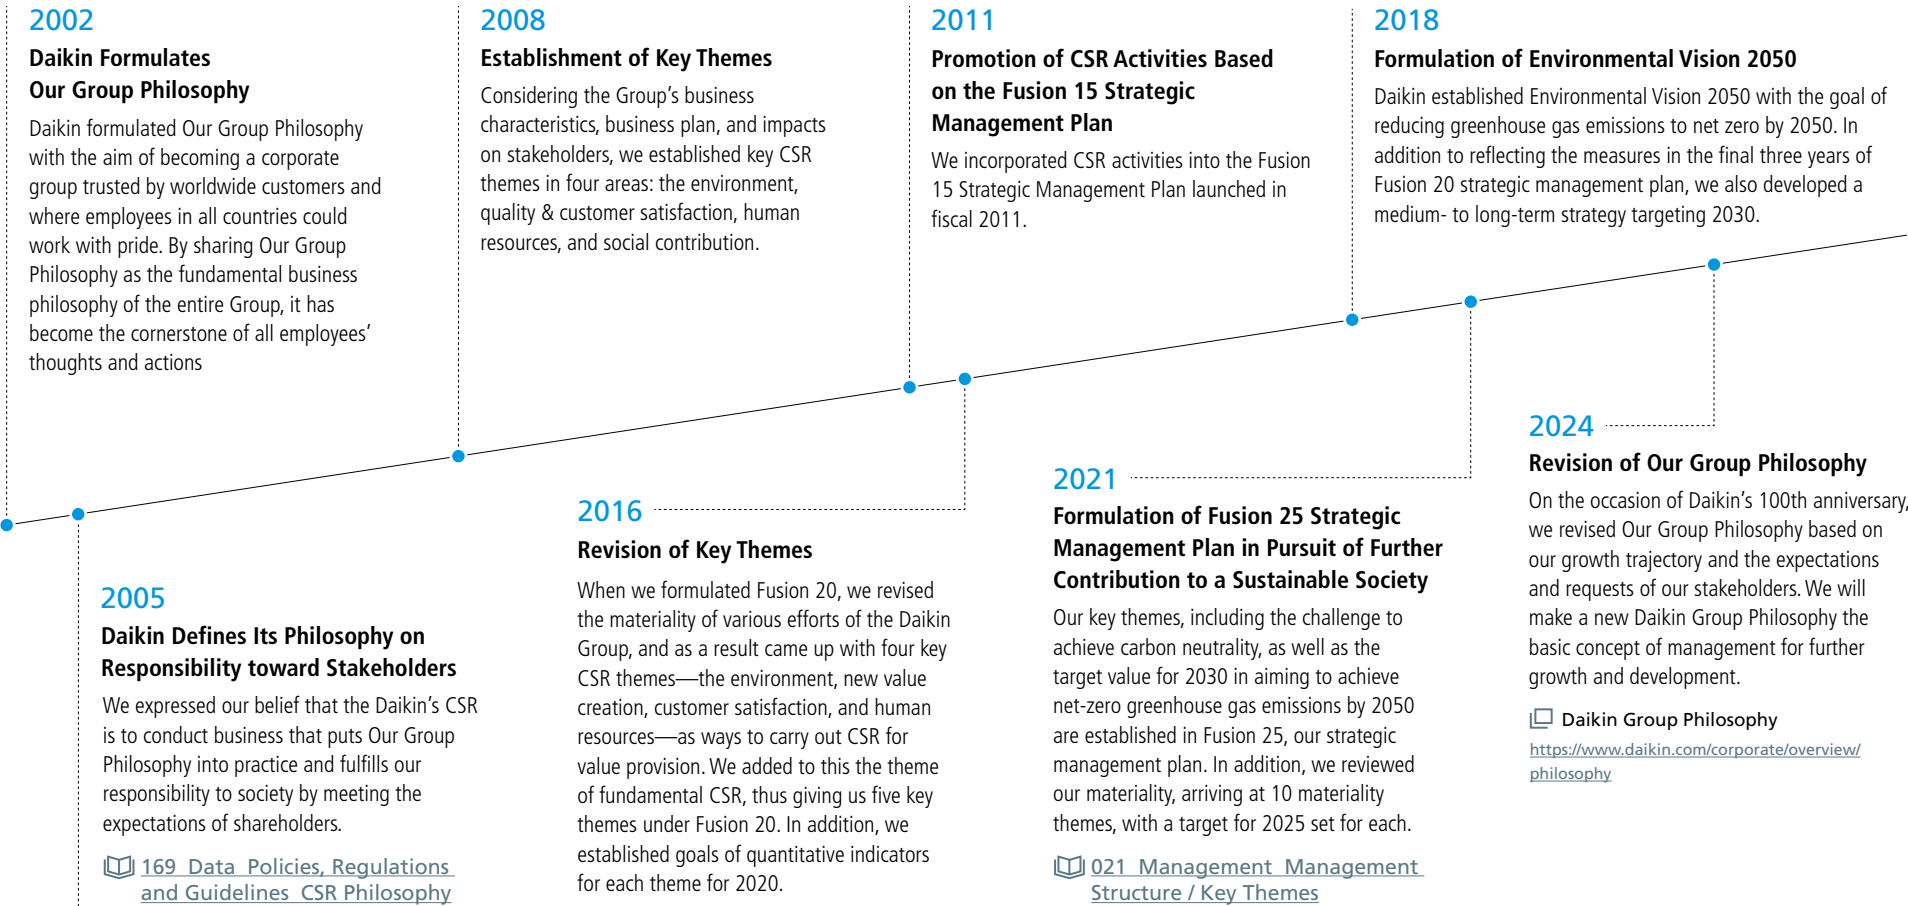 2002
Daikin Formulates
Our Group Philosophy
Daikin formulated Our Group Philosophy
with the aim of becoming a corporate
group trusted by worldwide customers and
where employees in all countries could
work with pride. By sharing Our Group
Philosophy as the fundamental business
philosophy of the entire Group, it has
become the cornerstone of all employees’
thoughts and actions
2008
Establishment of Key Themes
Considering the Group’s business
characteristics, business plan, and impacts
on stakeholders, we established key CSR
themes in four areas: the environment,
quality & customer satisfaction, human
resources, and social contribution.
2011
Promotion of CSR Activities Based
on the Fusion 15 Strategic
Management Plan
We incorporated CSR activities into the Fusion
15 Strategic Management Plan launched in
fiscal 2011.
2018
Formulation of Environmental Vision 2050
Daikin established Environmental Vision 2050 with the goal of
reducing greenhouse gas emissions to net zero by 2050. In
addition to reflecting the measures in the final three years of
Fusion 20 strategic management plan, we also developed a
medium- to long-term strategy targeting 2030.
2005
Daikin Defines Its Philosophy on
Responsibility toward Stakeholders
We expressed our belief that the Daikin’s CSR
is to conduct business that puts Our Group
Philosophy into practice and fulfills our
responsibility to society by meeting the
expectations of shareholders.
169 Data Policies, Regulations
and Guidelines CSR Philosophy
2016
Revision of Key Themes
When we formulated Fusion 20, we revised
the materiality of various efforts of the Daikin
Group, and as a result came up with four key
CSR themes—the environment, new value
creation, customer satisfaction, and human
resources—as ways to carry out CSR for
value provision. We added to this the theme
of fundamental CSR, thus giving us five key
themes under Fusion 20. In addition, we
established goals of quantitative indicators
for each theme for 2020.
2021
Formulation of Fusion 25 Strategic
Management Plan in Pursuit of Further
Contribution to a Sustainable Society
Our key themes, including the challenge to
achieve carbon neutrality, as well as the
target value for 2030 in aiming to achieve
net-zero greenhouse gas emissions by 2050
are established in Fusion 25, our strategic
management plan. In addition, we reviewed
our materiality, arriving at 10 materiality
themes, with a target for 2025 set for each.
021 Management Management
Structure / Key Themes
2024
Revision of Our Group Philosophy
On the occasion of Daikin’s 100th anniversary,
we revised Our Group Philosophy based on
our growth trajectory and the expectations
and requests of our stakeholders. We will
make a new Daikin Group Philosophy the
basic concept of management for further
growth and development.
Daikin Group Philosophy
https://www.daikin.com/corporate/overview/
philosophy